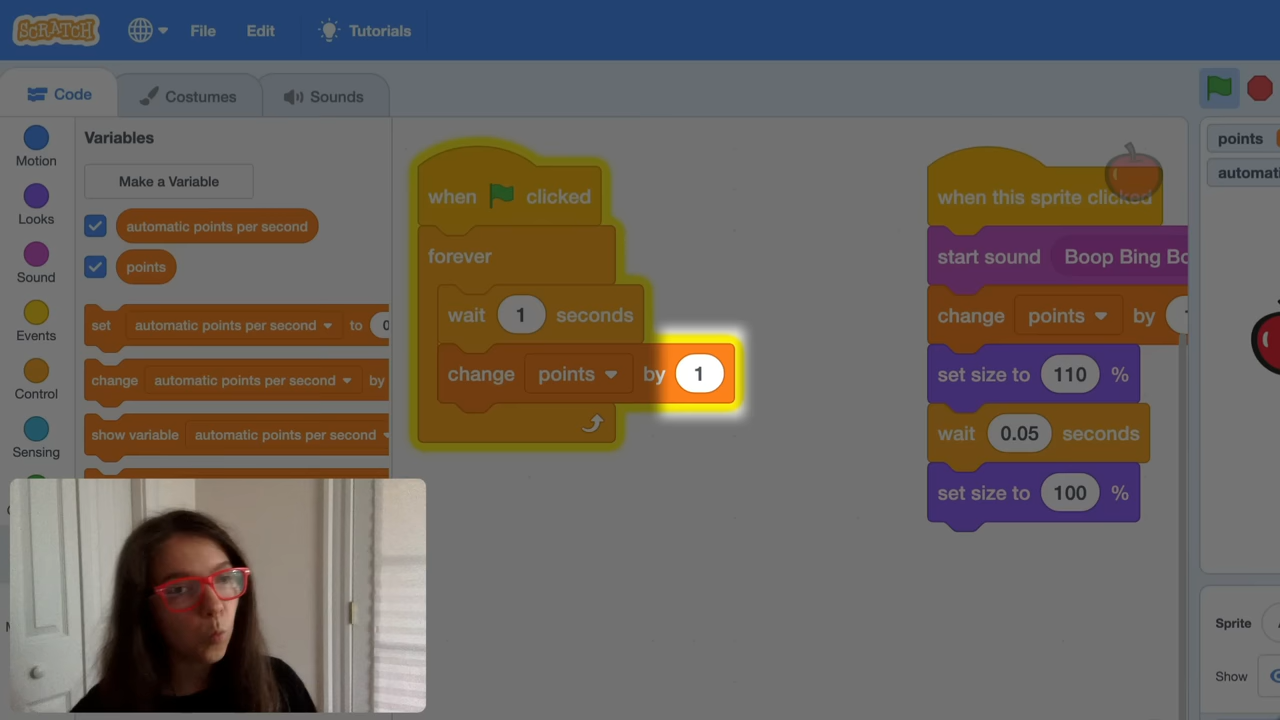 SCRATCH
File
Edit
Tutorials
Code
Costumes
Sounds
Motion
Looks
Sound
Events
Control
Sensing
Variables
Make a Variable
automatic points per second
points
set automatic points per second to 0
change automatic points per second by
show variable automatic points per second
when clicked
forever
wait 1 seconds
change points by 1
when this sprite clicked
start sound Boop Bing Bo
change points by
set size to 110 %
wait 0.05 seconds
set size to 100 %
points
automat
Sprite
Show